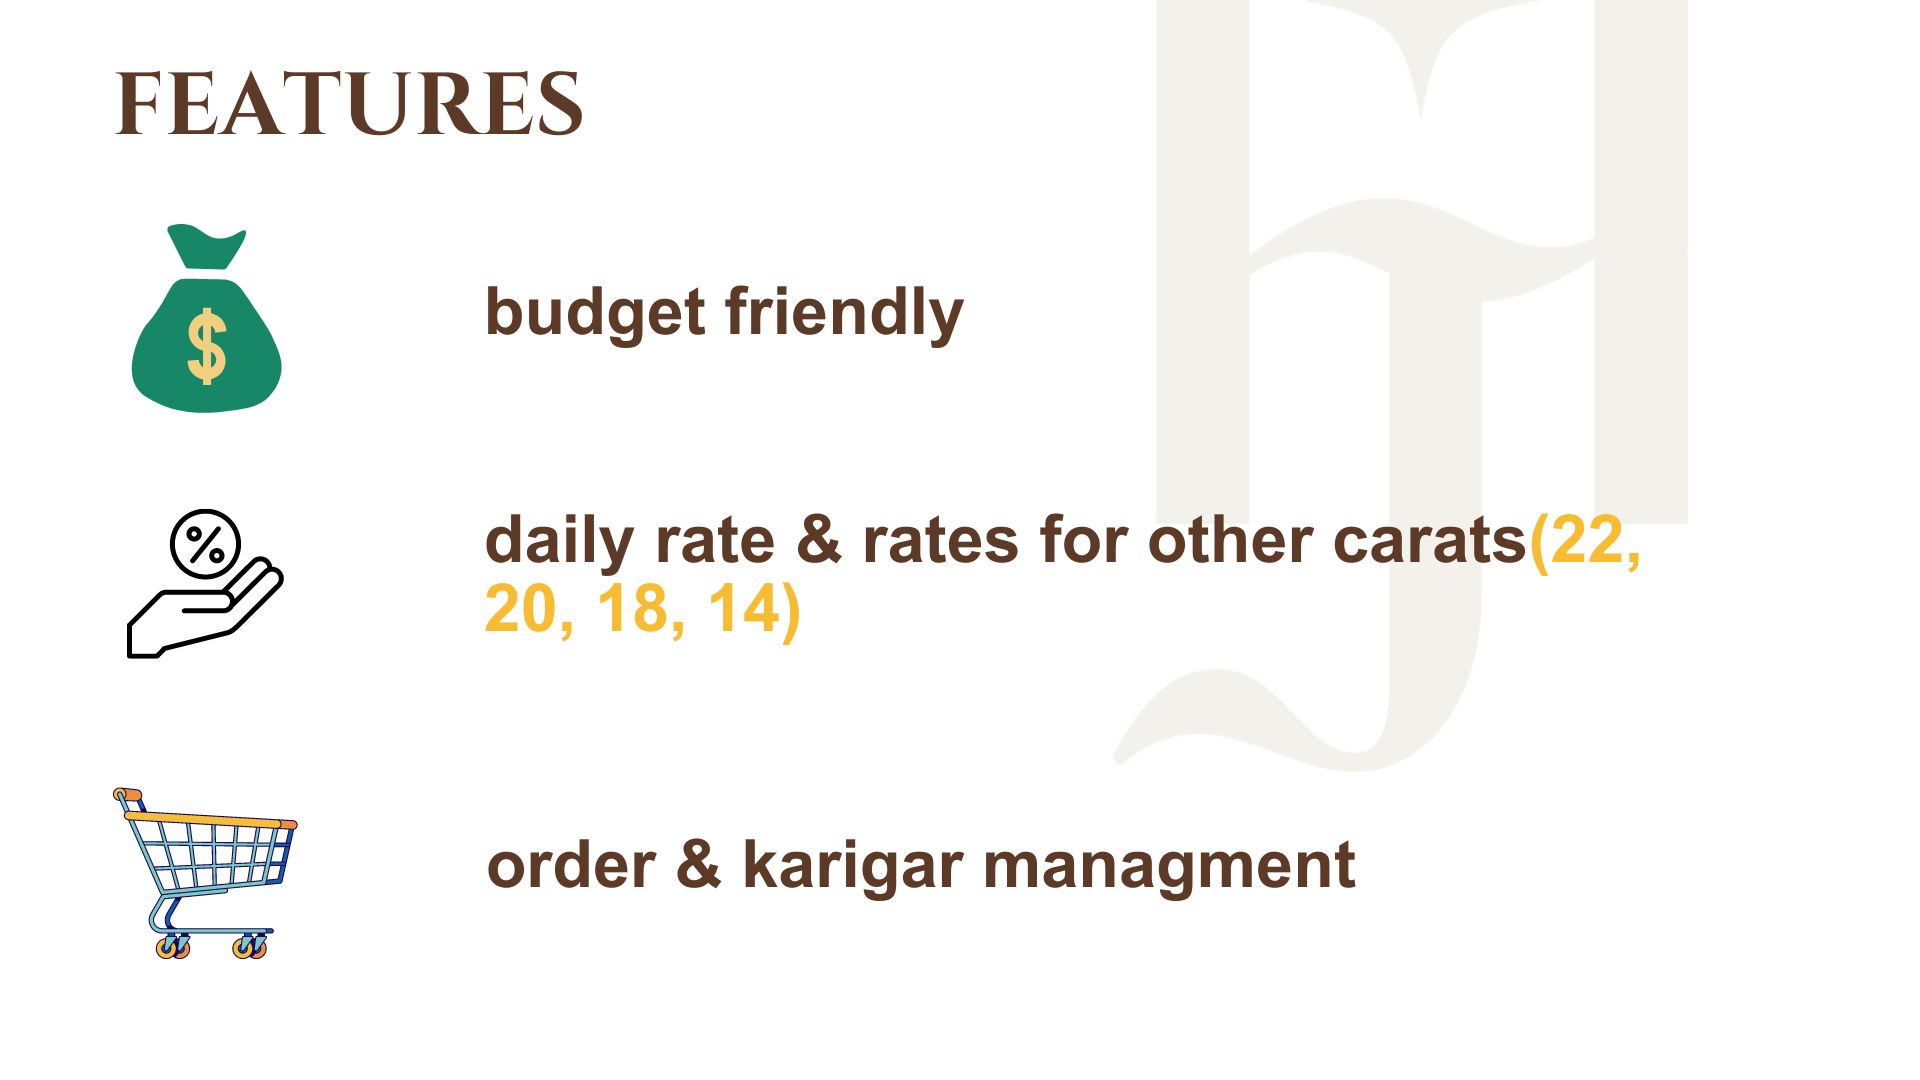 FEATURES
$
budget friendly
%
daily rate & rates for other carats(22,
20, 18, 14)
order & karigar managment